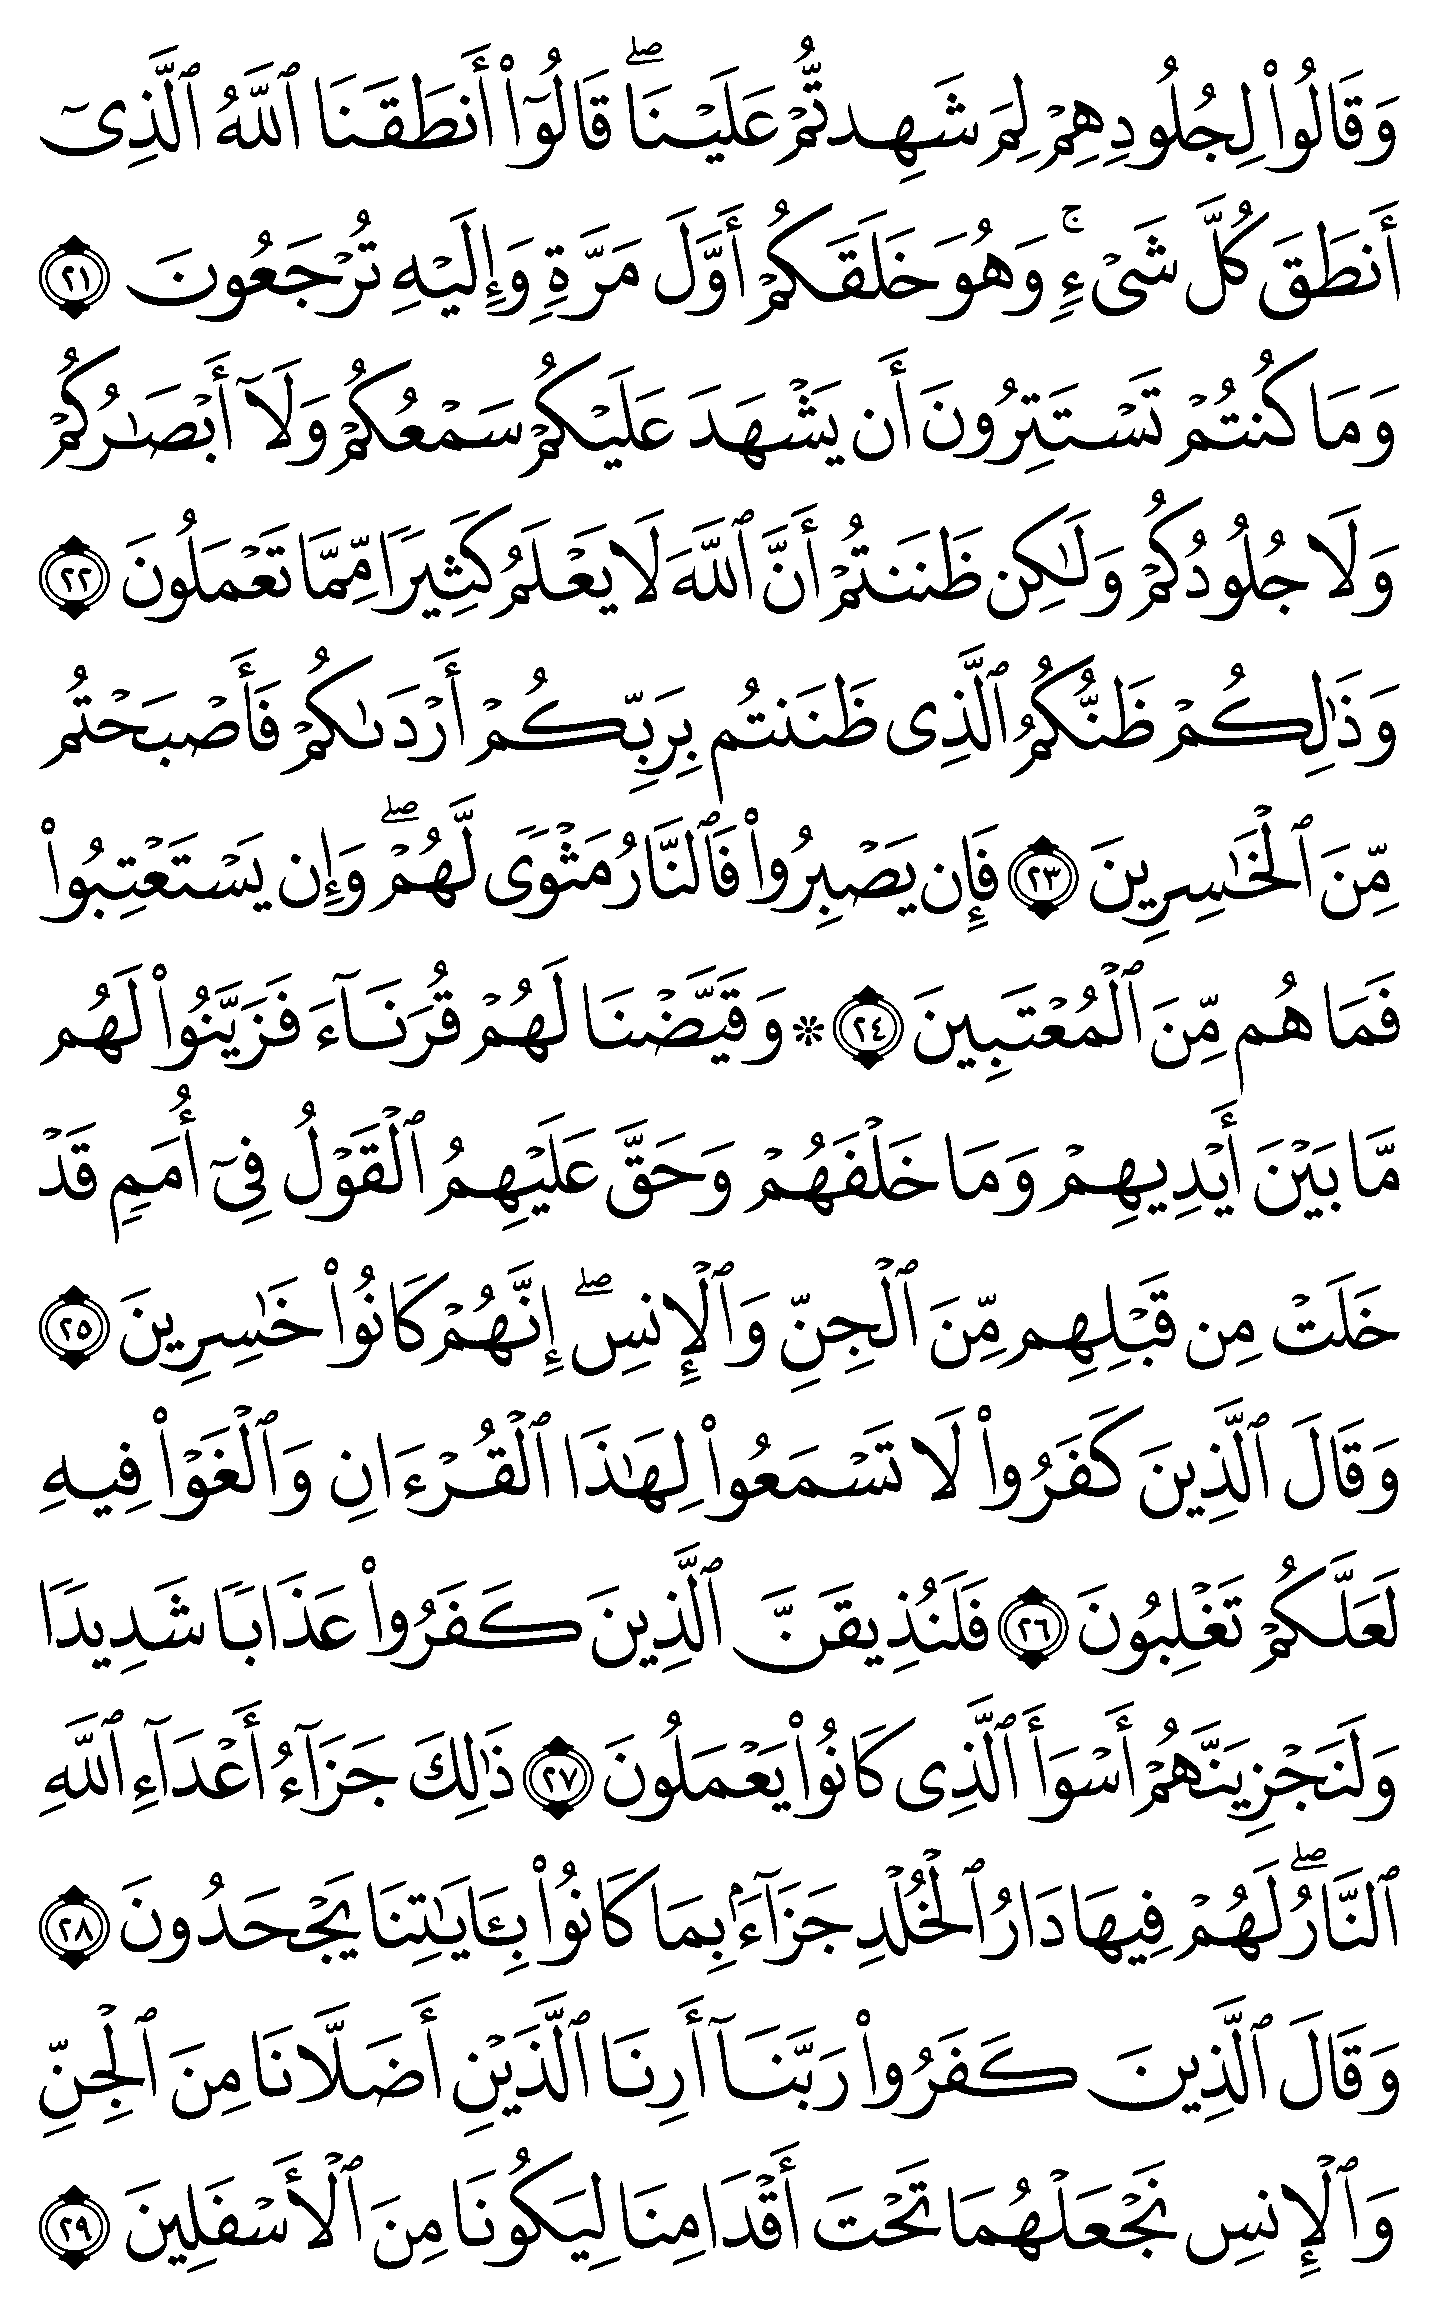 وَقَالُوا۟ لِجُلُودِهِمْ لِمَ شَهِدتُّمْ عَلَيْنَا ۖ قَالُوٓا۟ أَنطَقَنَا ٱللَّهُ ٱلَّذِىٓ
أَنطَقَ كُلَّ شَىْءٍ ۚ وَهُوَ خَلَقَكُمْ أَوَّلَ مَرَّةٍ وَإِلَيْهِ تُرْجَعُونَ ٢١
وَمَا كُنتُمْ تَسْتَتِرُونَ أَن يَشْهَدَ عَلَيْكُمْ سَمْعُكُمْ وَلَآ أَبْصَـٰرُكُمْ
وَلَا جُلُودُكُمْ وَلَـٰكِن ظَنَنتُمْ أَنَّ ٱللَّهَ لَا يَعْلَمُ كَثِيرًا مِّمَّا تَعْمَلُونَ ٢٢
وَذَٰلِكُمْ ظَنُّكُمُ ٱلَّذِى ظَنَنتُم بِرَبِّكُمْ أَرْدَىٰكُمْ فَأَصْبَحْتُم
مِّنَ ٱلْخَـٰسِرِينَ ٢٣ فَإِن يَصْبِرُوا۟ فَٱلنَّارُ مَثْوًى لَّهُمْ ۖ وَإِن يَسْتَعْتِبُوا۟
فَمَا هُم مِّنَ ٱلْمُعْتَبِينَ ٢٤ ۞ وَقَيَّضْنَا لَهُمْ قُرَنَآءَ فَزَيَّنُوا۟ لَهُم
مَّا بَيْنَ أَيْدِيهِمْ وَمَا خَلْفَهُمْ وَحَقَّ عَلَيْهِمُ ٱلْقَوْلُ فِىٓ أُمَمٍ قَدْ
خَلَتْ مِن قَبْلِهِم مِّنَ ٱلْجِنِّ وَٱلْإِنسِ ۖ إِنَّهُمْ كَانُوا۟ خَـٰسِرِينَ ٢٥
وَقَالَ ٱلَّذِينَ كَفَرُوا۟ لَا تَسْمَعُوا۟ لِهَـٰذَا ٱلْقُرْءَانِ وَٱلْغَوْا۟ فِيهِ
لَعَلَّكُمْ تَغْلِبُونَ ٢٦ فَلَنُذِيقَنَّ ٱلَّذِينَ كَفَرُوا۟ عَذَابًا شَدِيدًا
وَلَنَجْزِيَنَّهُمْ أَسْوَأَ ٱلَّذِى كَانُوا۟ يَعْمَلُونَ ٢٧ ذَٰلِكَ جَزَآءُ أَعْدَآءِ ٱللَّهِ
ٱلنَّارُ ۖ لَهُمْ فِيهَا دَارُ ٱلْخُلْدِ جَزَآءًۢ بِمَا كَانُوا۟ بِـَٔايَـٰتِنَا يَجْحَدُونَ ٢٨
وَقَالَ ٱلَّذِينَ كَفَرُوا۟ رَبَّنَآ أَرِنَا ٱلَّذَيْنِ أَضَلَّانَا مِنَ ٱلْجِنِّ
وَٱلْإِنسِ نَجْعَلْهُمَا تَحْتَ أَقْدَامِنَا لِيَكُونَا مِنَ ٱلْأَسْفَلِينَ ٢٩